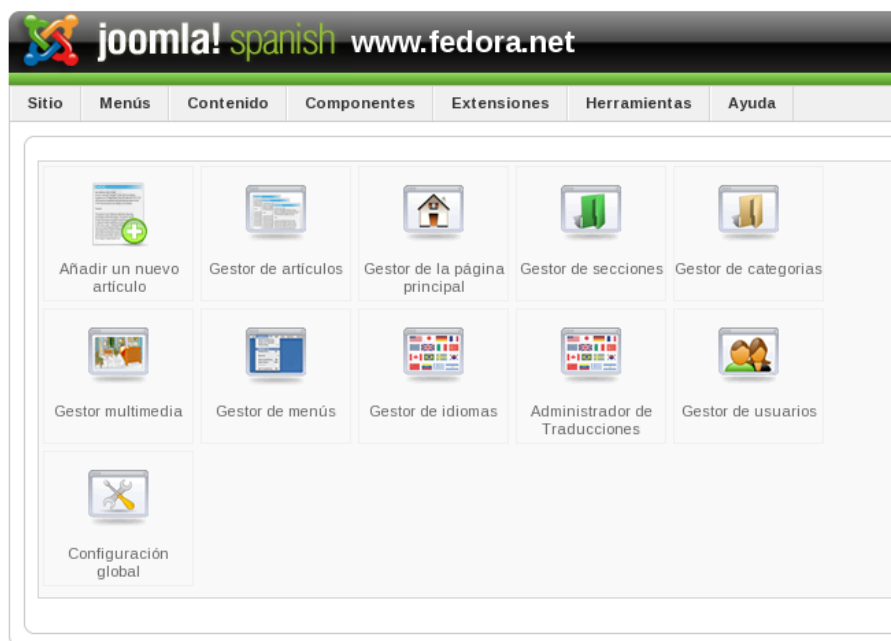 joomla! spanish www.fedora.net
Sitio Menús Contenido Componentes Extensiones Herramientas Ayuda
Añadir un nuevo
artículo
Gestor de artículos
Gestor de la página
principal
Gestor de secciones
Gestor de categorias
Gestor multimedia
Gestor de menús
Gestor de idiomas
Administrador de
Traducciones
Gestor de usuarios
Configuración
global